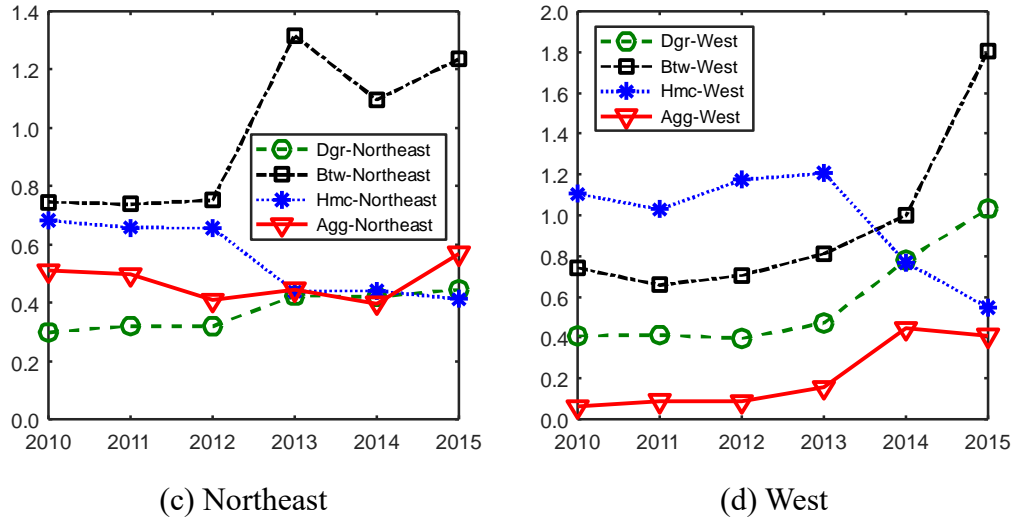 1.4
1.2
1.0
0.8
0.6
0.4
0.2
0.0
2010 2011 2012 2013 2014 2015
Dgr-Northeast
Btw-Northeast
Hmc-Northeast
Agg-Northeast
(c) Northeast
2.0
1.8
1.6
1.4
1.2
1.0
0.8
0.6
0.4
0.2
0.0
2010 2011 2012 2013 2014 2015
Dgr-West
Btw-West
Hmc-West
Agg-West
(d) West